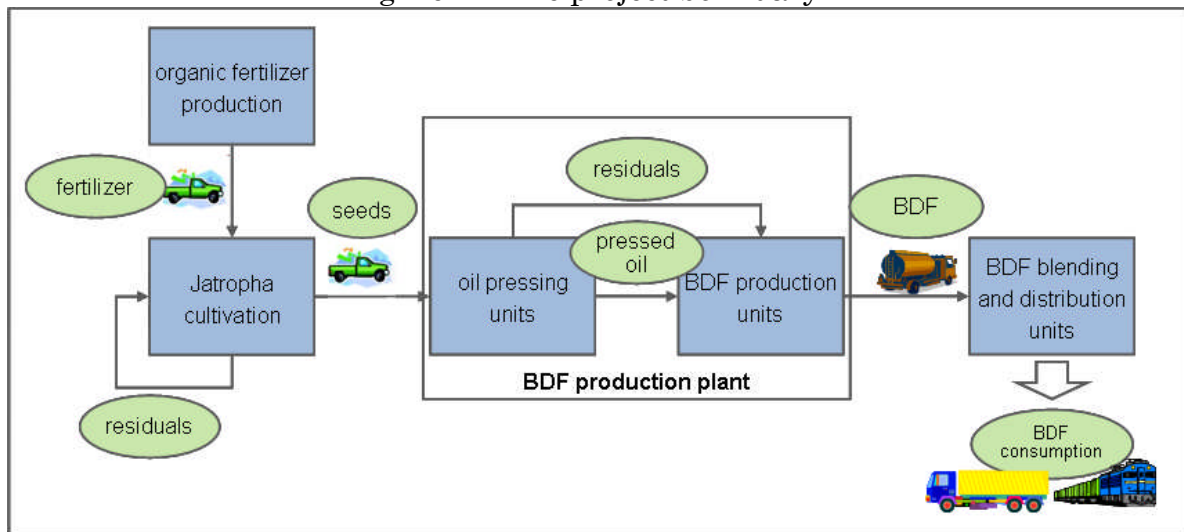 organic fertilizer
production
fertilizer
seeds
residuals
BDF
pressed
oil
Jatropha
cultivation
oil pressing
units
BDF production
units
BDF blending
and distribution
units
BDF production plant
residuals
BDF
consumption